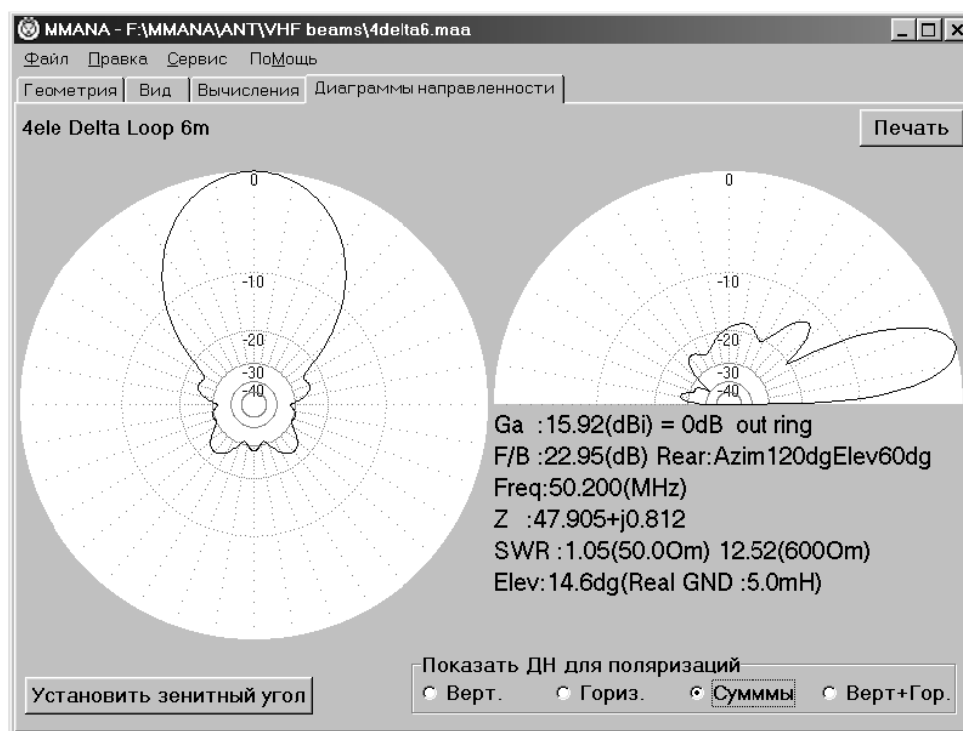 MMANA - F:\MMANA\ANT\VHF beams\4delta6.maa
Файл Правка Сервис ПоМощь
Геометрия Вид Вычисления Диаграммы направленности
4ele Delta Loop 6m
Печать
0
-10
-20
-30
-40
0
-10
-20
-30
-40
Ga :15.92(dBi) = 0dB out ring
F/B :22.95(dB) Rear:Azim120dgElev60dg
Freq:50.200(MHz)
Z :47.905+j0.812
SWR :1.05(50.0Om) 12.52(600Om)
Elev:14.6dg(Real GND :5.0mH)
Показать ДН для поляризаций
Верт. Гориз. Сумммы Верт+Гор.
Установить зенитный угол